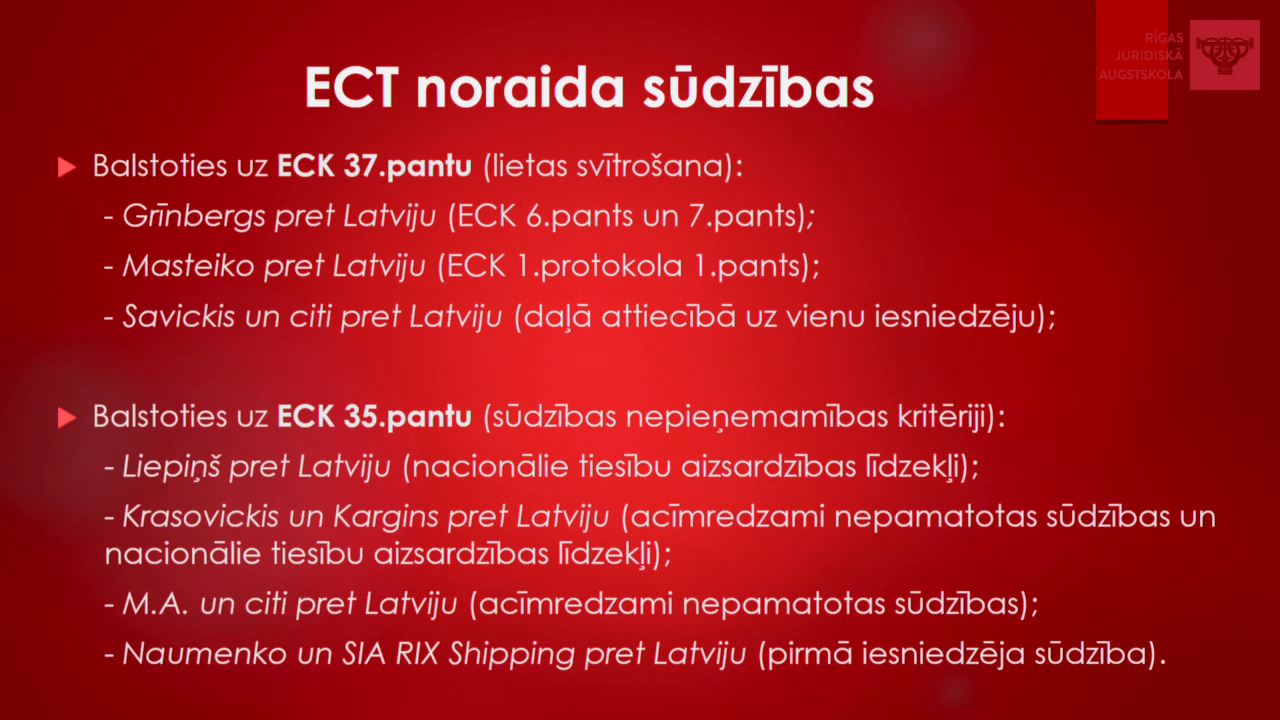 RĪGAS
JURIDISKĀ
AUGSTSKOLA
ECT noraida sūdzības
Balstoties uz ECK 37.pantu (lietas svītrošana):
- Grīnbergs pret Latviju (ECK 6.pants un 7.pants);
- Masteiko pret Latviju (ECK 1.protokola 1.pants);
- Savickis un citi pret Latviju (daļā attiecībā uz vienu iesniedzēju);
Balstoties uz ECK 35.pantu (sūdzības nepieņemamības kritēriji):
- Liepiņš pret Latviju (nacionālie tiesību aizsardzības līdzekļi);
- Krasovickis un Kargins pret Latviju (acīmredzami nepamatotas sūdzības un
nacionālie tiesību aizsardzības līdzekļi);
- M.A. un citi pret Latviju (acīmredzami nepamatotas sūdzības);
- Naumenko un SIA RIX Shipping pret Latviju (pirmā iesniedzēja sūdzība).